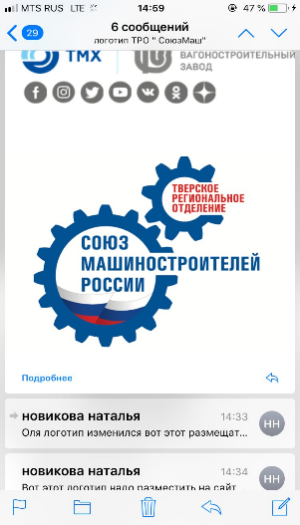 MTS RUS LTE 14:59 47 %
29
6 сообщений
логотип ТРО " СоюзМаш"
ТМХ
ВАГОНОСТРОИТЕЛЬНЫЙ
ЗАВОД
ТВЕРСКОЕ
РЕГИОНАЛЬНОЕ
ОТДЕЛЕНИЕ
СОЮЗ
МАШИНОСТРОИТЕЛЕЙ
РОССИИ
Подробнее
новикова наталья 14:33
Оля логотип изменился вот этот размещат...
НН
новикова наталья 14:34
Вот этот логотип надо разместить на сайт
НН